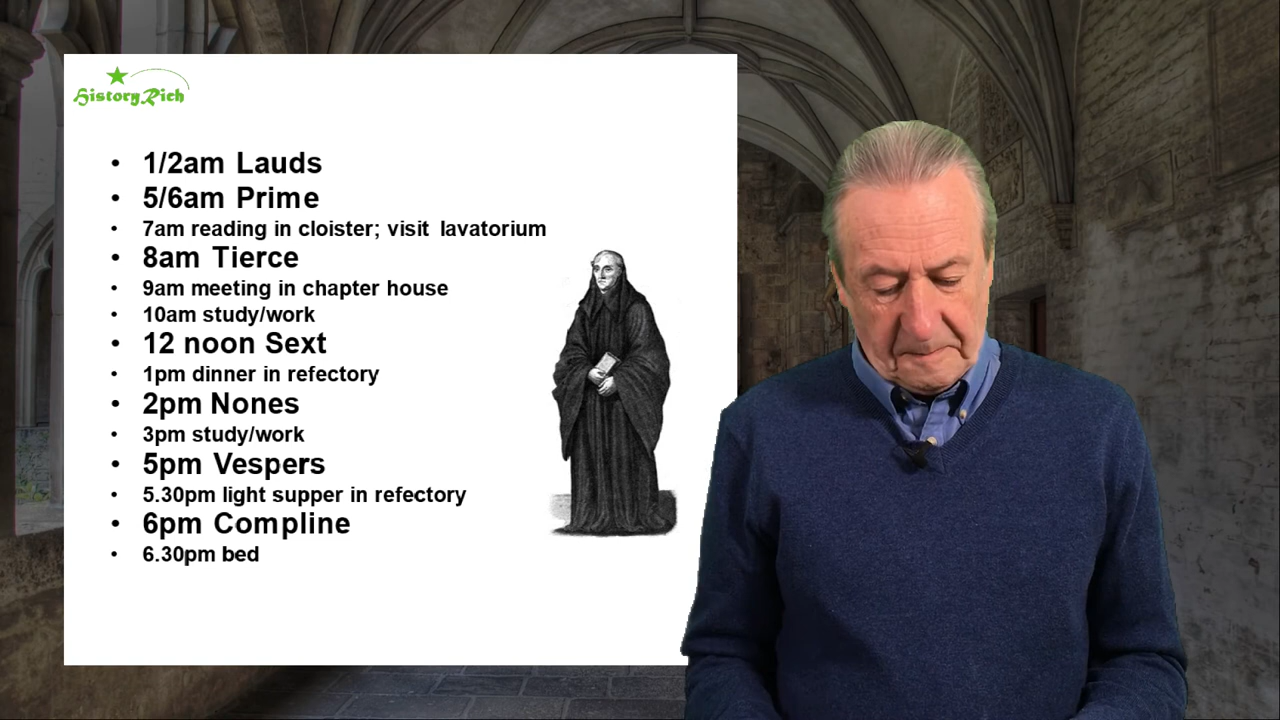 HistoryRich
• 1/2am Lauds
• 5/6am Prime
• 7am reading in cloister; visit lavatorium
• 8am Tierce
• 9am meeting in chapter house
• 10am study/work
• 12 noon Sext
• 1pm dinner in refectory
• 2pm Nones
• 3pm study/work
• 5pm Vespers
• 5.30pm light supper in refectory
• 6pm Compline
• 6.30pm bed